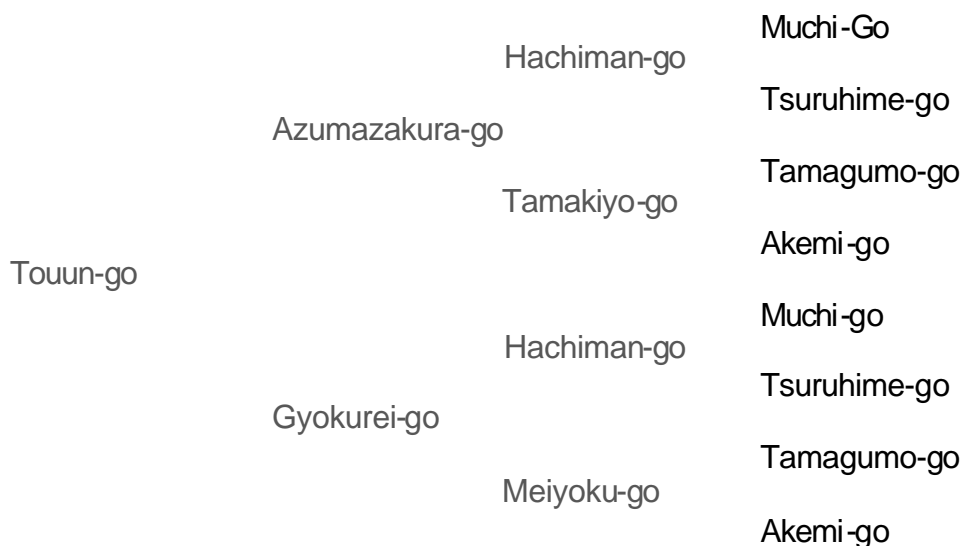 Muchi-Go
Hachiman-go
Tsuruhime-go
Azumazakura-go
Tamagumo-go
Tamakiyo-go
Akemi-go
Touun-go
Muchi-go
Hachiman-go
Tsuruhime-go
Gyokurei-go
Tamagumo-go
Meiyoku-go
Akemi-go